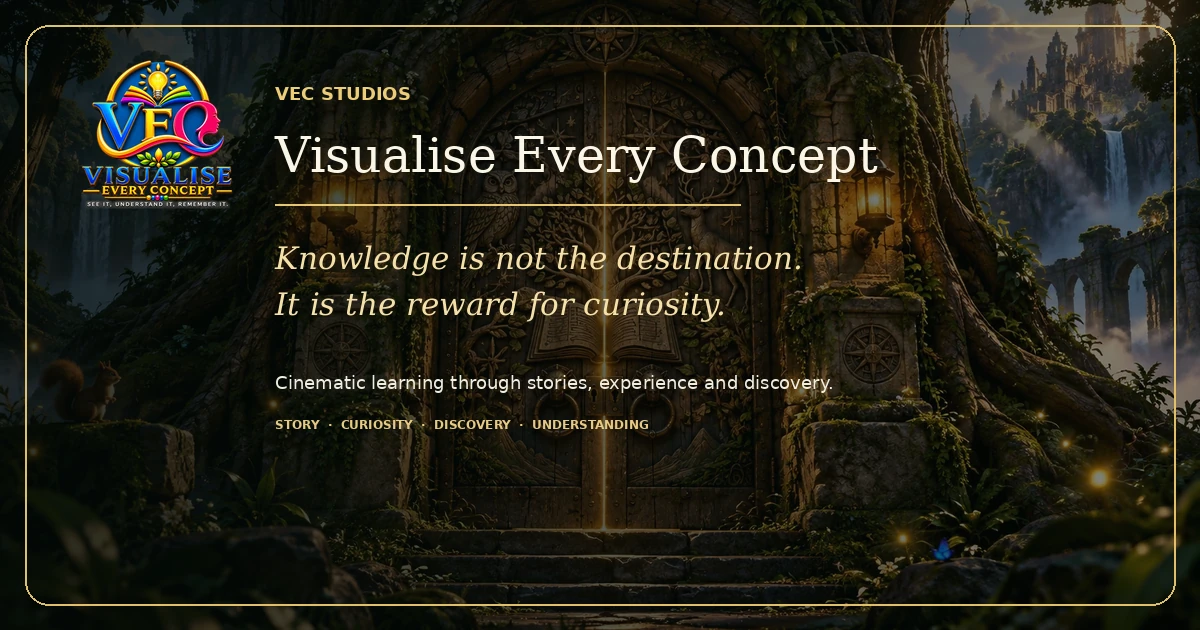 VEC
VISUALISE
EVERY CONCEPT
SEE IT, UNDERSTAND IT, REMEMBER IT.
VEC STUDIOS
Visualise Every Concept
Knowledge is not the destination.
It is the reward for curiosity.
Cinematic learning through stories, experience and discovery.
STORY · CURIOSITY · DISCOVERY · UNDERSTANDING